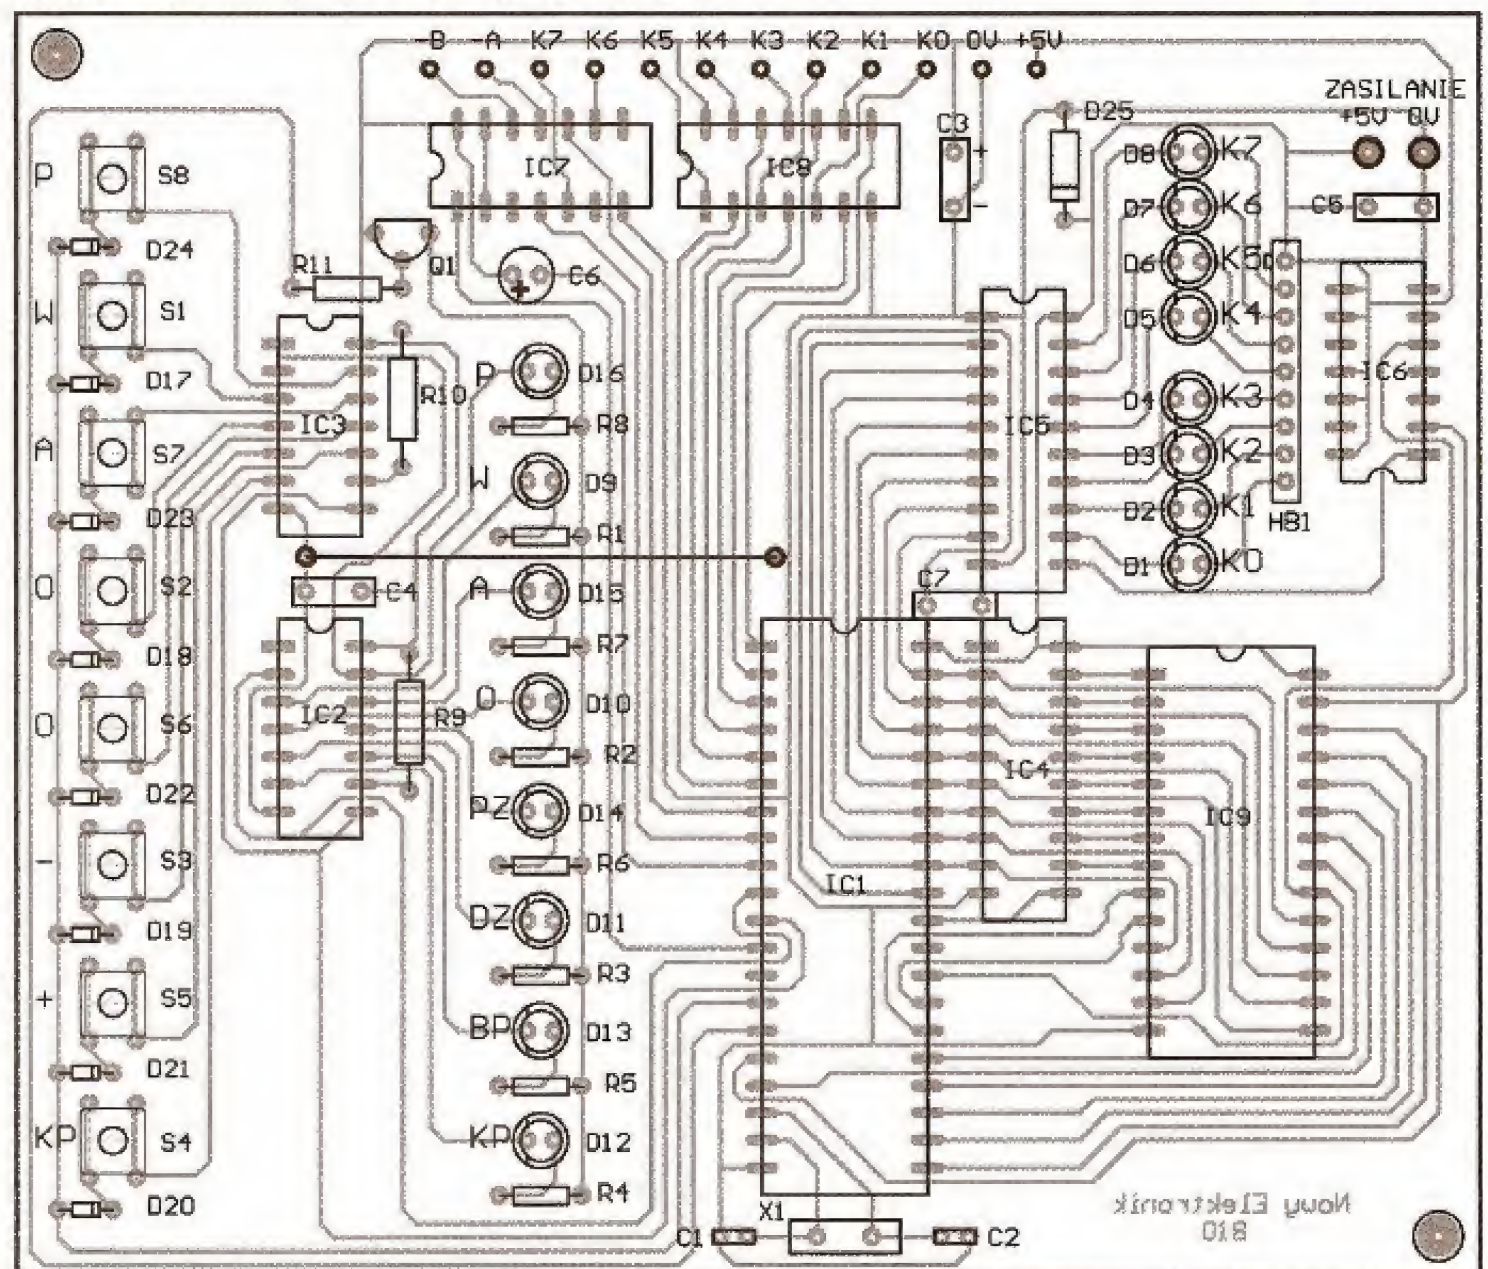 -B -A K7 K6 K5 K4 K3 K2 K1 K0 0V +5V
ZASILANIE
+5V 0V
D25
C3
+
-
IC7
IC8
D8 K7
P S8
D7 K6
C5
D24
Q1
R11
C6
+
D6 K5
W S1
D5 K4
D17
P D16
IC6
R10
D4 K3
IC3
R8
IC5
A S7
D3 K2
W D9
D23
D2 K1
HB1
R1
D1 K0
C7
O S2
C4
A D15
D18
R7
O S6
IC2
R9
O D10
D22
R2
IC4
PZ D14
IC9
- S3
R6
IC1
D19
DZ D11
R3
+ S5
BP D13
D21
R5
KP S4
KP D12
D20
R4
X1
C1
C2
Nowy Elektronik
810